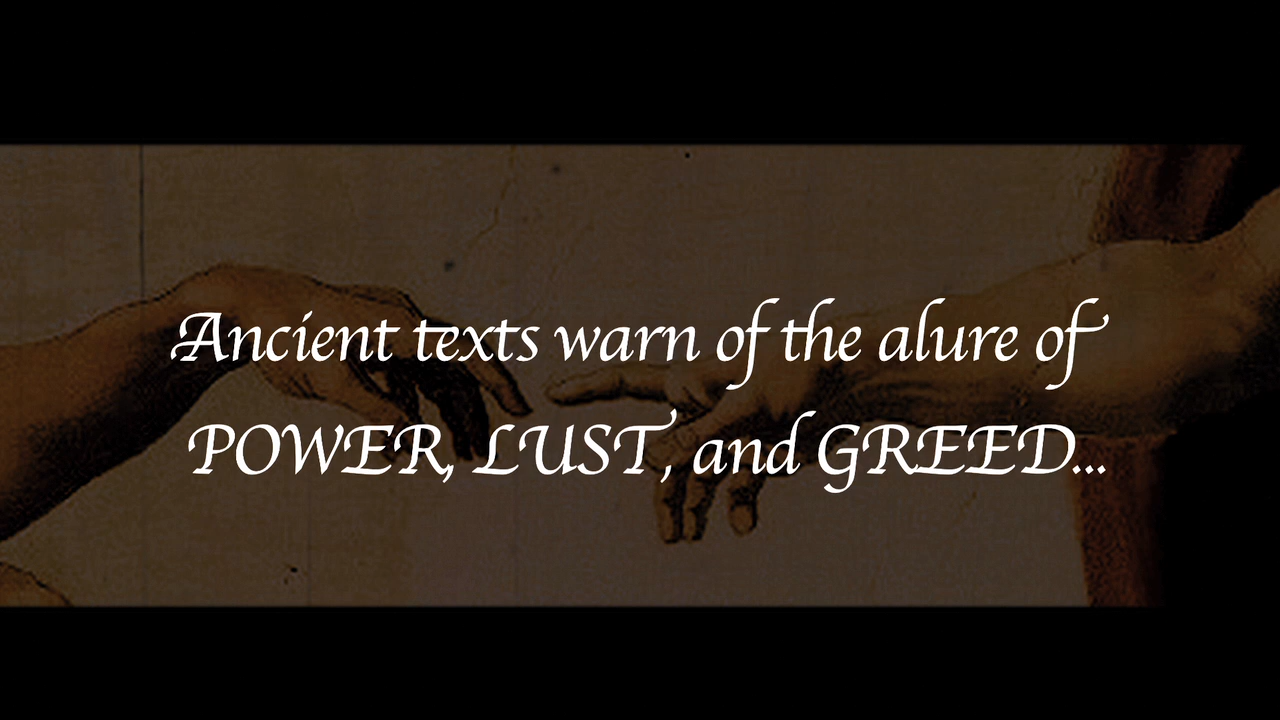 Ancient texts warn of the alure of
POWER, LUST, and GREED...